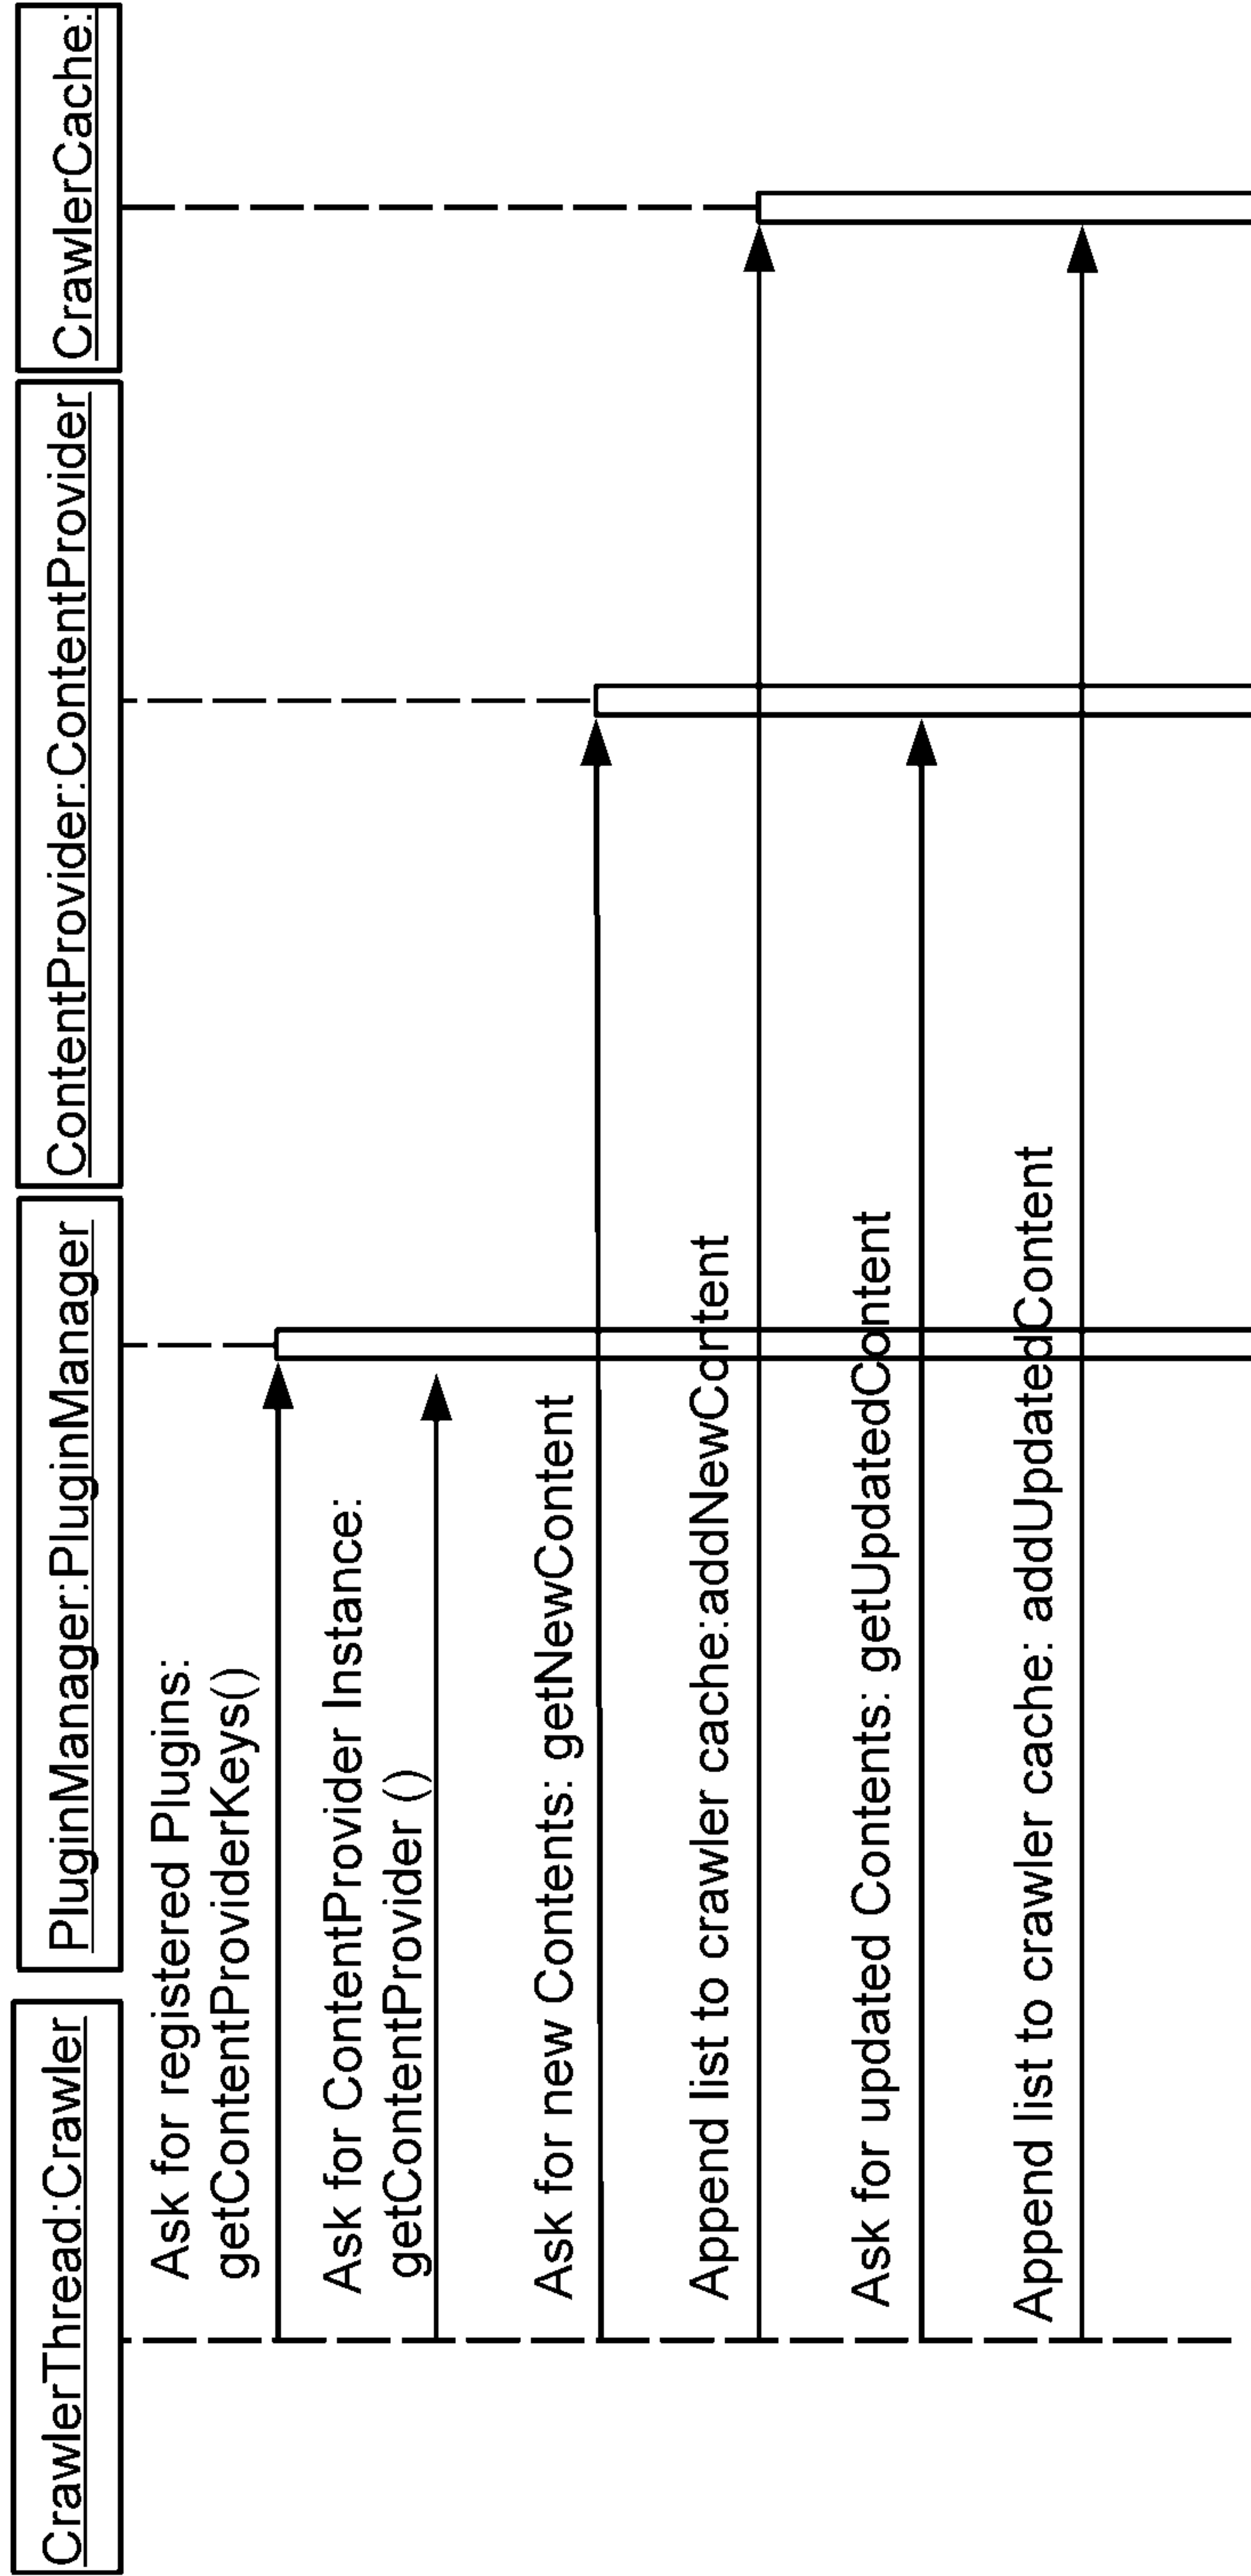 CrawlerThread:Crawler
PluginManager:PluginManager
ContentProvider:ContentProvider
CrawlerCache:
Ask for registered Plugins:
getContentProviderKeys()
Ask for ContentProvider Instance:
getContentProvider ()
Ask for new Contents: getNewContent
Append list to crawler cache:addNewContent
Ask for updated Contents: getUpdatedContent
Append list to crawler cache: addUpdatedContent